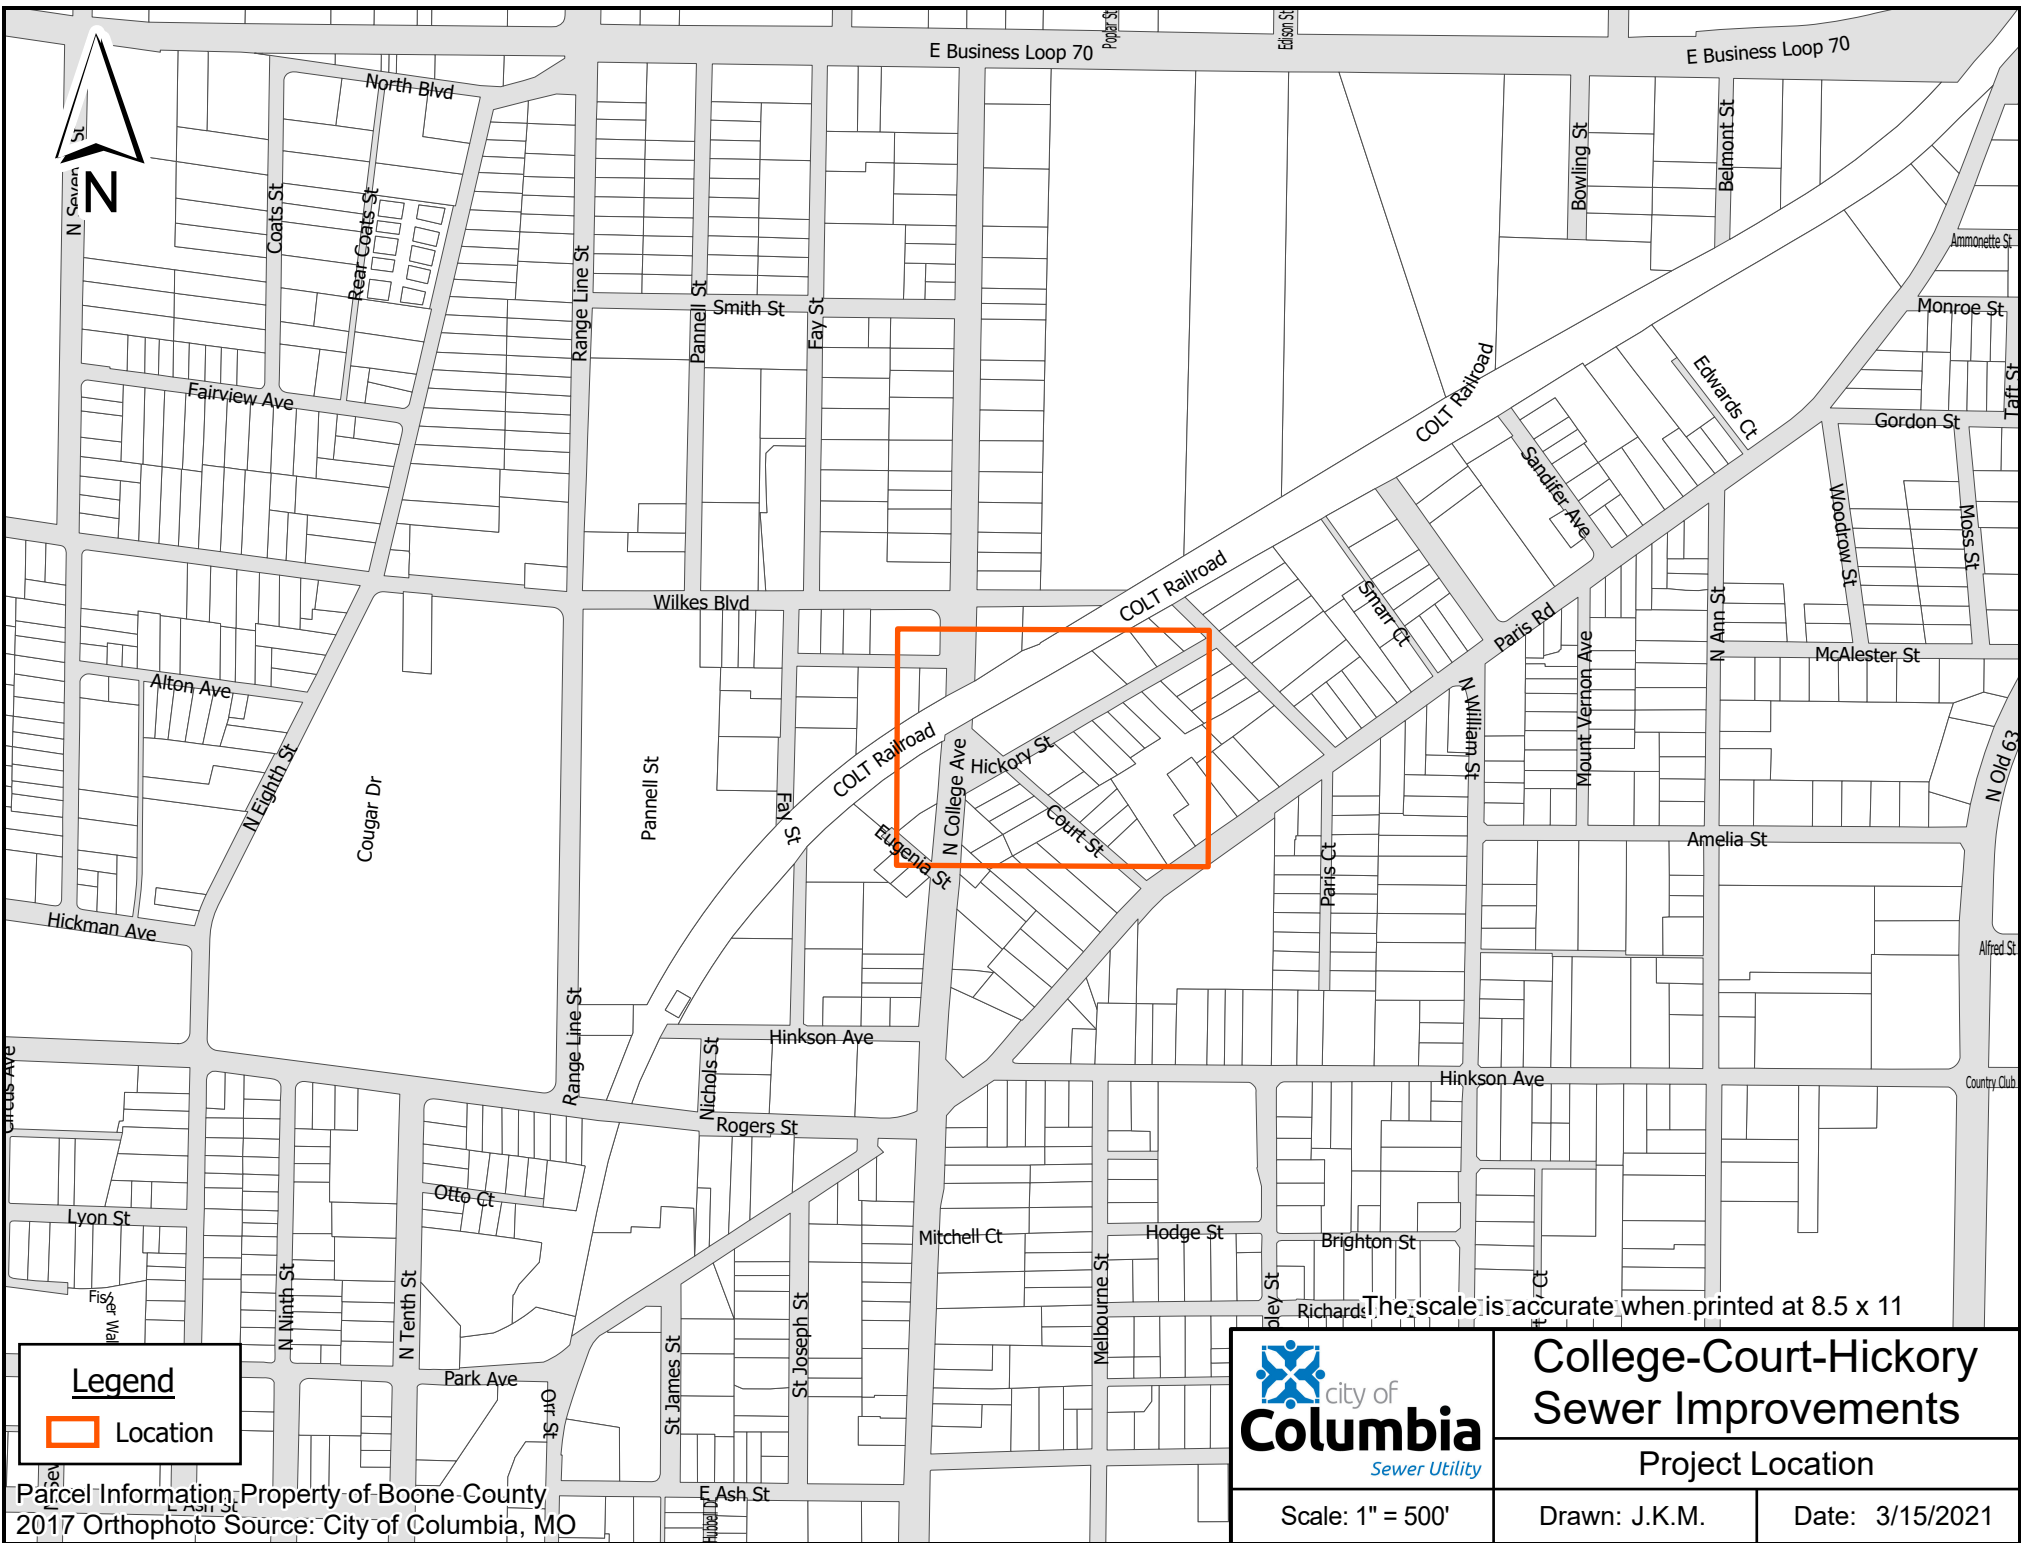 Poplar St
Edison St
E Business Loop 70
E Business Loop 70
North Blvd
N
Coats St
Rear Coats St
Range Line St
Pannell St
Smith St
Fay St
Bowling St
Belmont St
Ammonette St
Monroe St
Taft St
Gordon St
Fairview Ave
COLT Railroad
Edwards Ct
Sandifer Ave
Woodrow St
Moss St
COLT Railroad
Smarr Ct
Wilkes Blvd
Paris Rd
N Ann St
Mount Vernon Ave
McAlester St
N William St
Alton Ave
N Eighth St
Cougar Dr
Pannell St
Fay St
COLT Railroad
N College Ave
Hickory St
Court St
Eugenia St
N Old 63
Amelia St
Paris Ct
Hickman Ave
Alfred St
Range Line St
Hinkson Ave
Nichols St
Hinkson Ave
Country Club
Circus Ave
Rogers St
Otto Ct
Lyon St
Mitchell Ct
Hodge St
Brighton St
Melbourne St
N Ninth St
N Tenth St
St James St
St Joseph St
Park Ave
Orr St
E Ash St
E Ash St
The scale is accurate when printed at 8.5 x 11
Legend
Location
Parcel Information Property of Boone County
2017 Orthophoto Source: City of Columbia, MO
city of
Columbia
Sewer Utility
College-Court-Hickory
Sewer Improvements
Project Location
Scale: 1" = 500'
Drawn: J.K.M.
Date: 3/15/2021